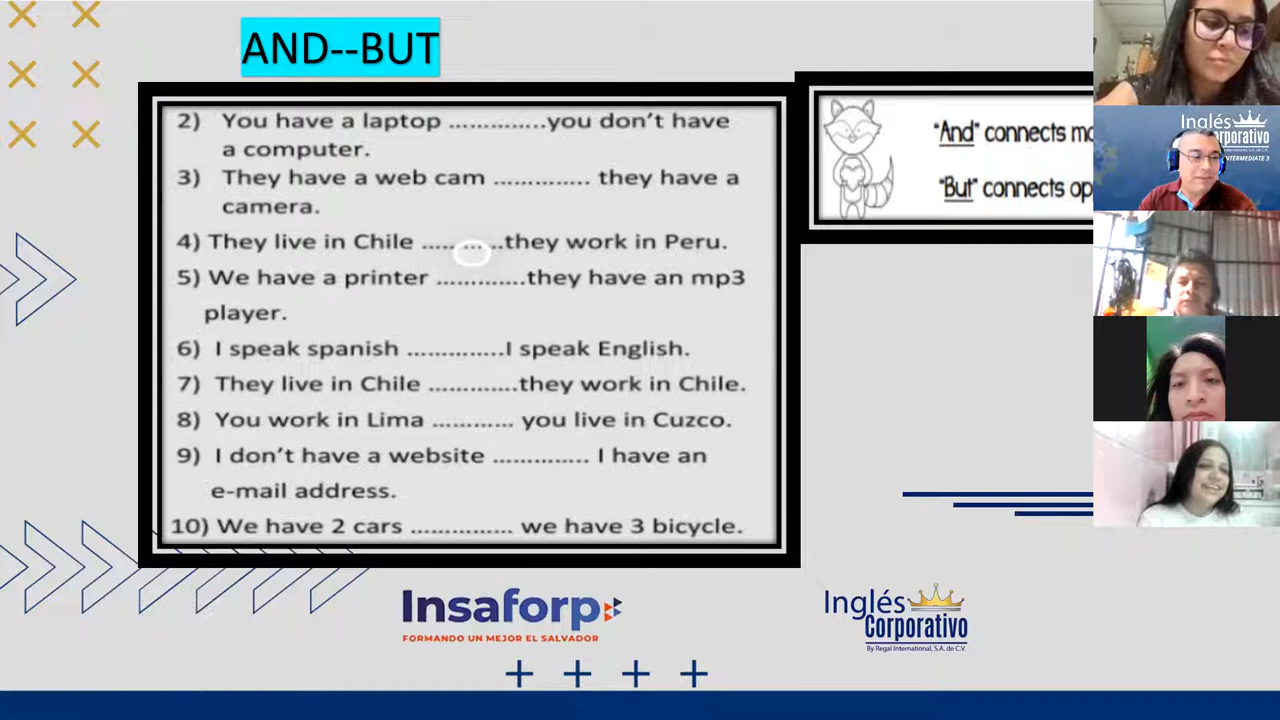 AND--BUT
2) You have a laptop ..............you don't have
a computer.
3) They have a web cam .............. they have a
camera.
4) They live in Chile ..... ... ..they work in Peru.
5) We have a printer .............they have an mp3
player.
6) I speak spanish ..............I speak English.
7) They live in Chile .............they work in Chile.
8) You work in Lima ............ you live in Cuzco.
9) I don't have a website .............. I have an
e-mail address.
10) We have 2 cars ............... we have 3 bicycle.
"And" connects
"But" connects
Inglés
Corporativo
INTERMEDIATE 3
Insaforp
FORMANDO UN MEJOR EL SALVADOR
Inglés
Corporativo
By Regal International, S.A. de C.V.